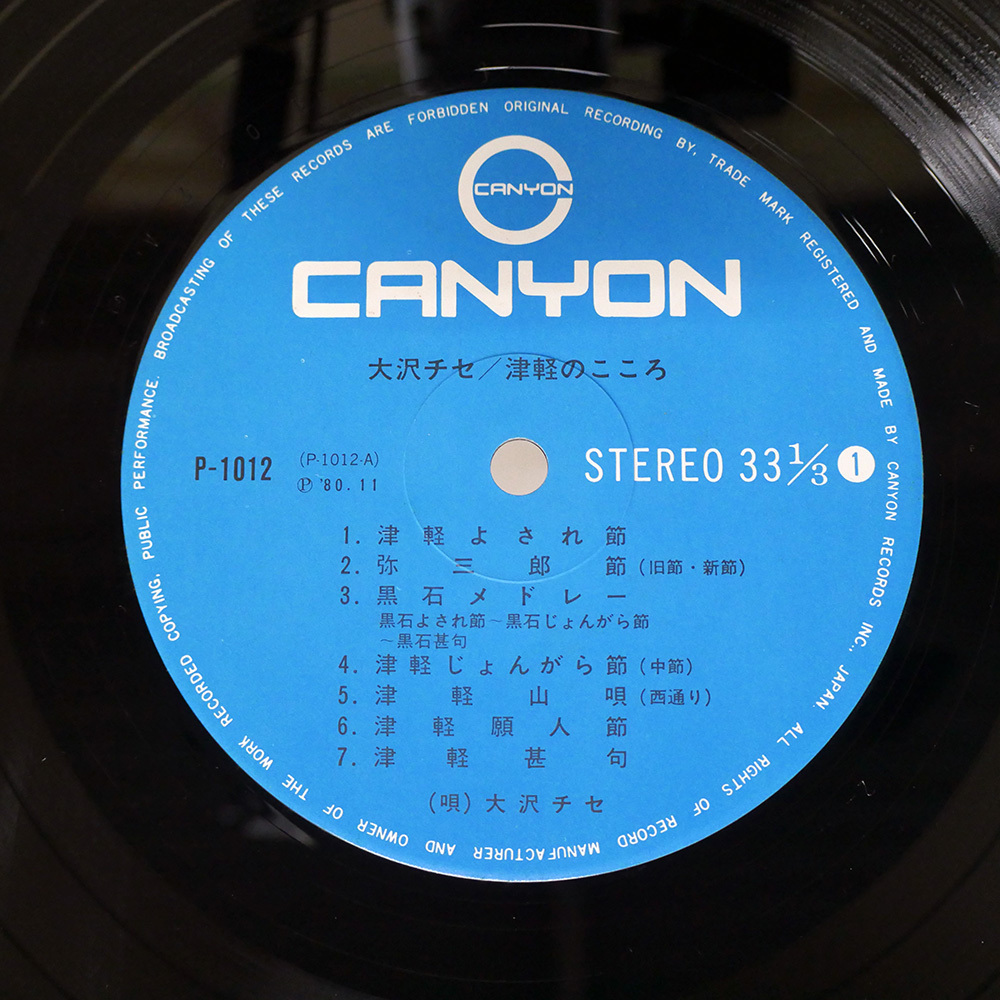 ORIGINAL RECORDING BY, TRADE MARK REGISTERED AND MADE BY CANYON RECORDS INC., JAPAN. ALL RIGHTS OF RECORD MANUFACTURER AND OWNER OF THE WORK RECORDED COPYING, PUBLIC PERFORMANCE, BROADCASTING OF THESE RECORDS ARE FORBIDDEN
CANYON
CANYON
大沢チセ/津軽のこころ
P-1012
(P-1012-A)
Ⓟ '80.11
STEREO 33 1/3 1
1. 津軽よされ節
2. 弥三郎節(旧節・新節)
3. 黒石メドレー
黒石よされ節~黒石じょんがら節
~黒石甚句
4. 津軽じょんがら節(中節)
5. 津軽山唄(西通り)
6. 津軽願人節
7. 津軽甚句
(唄)大沢チセ